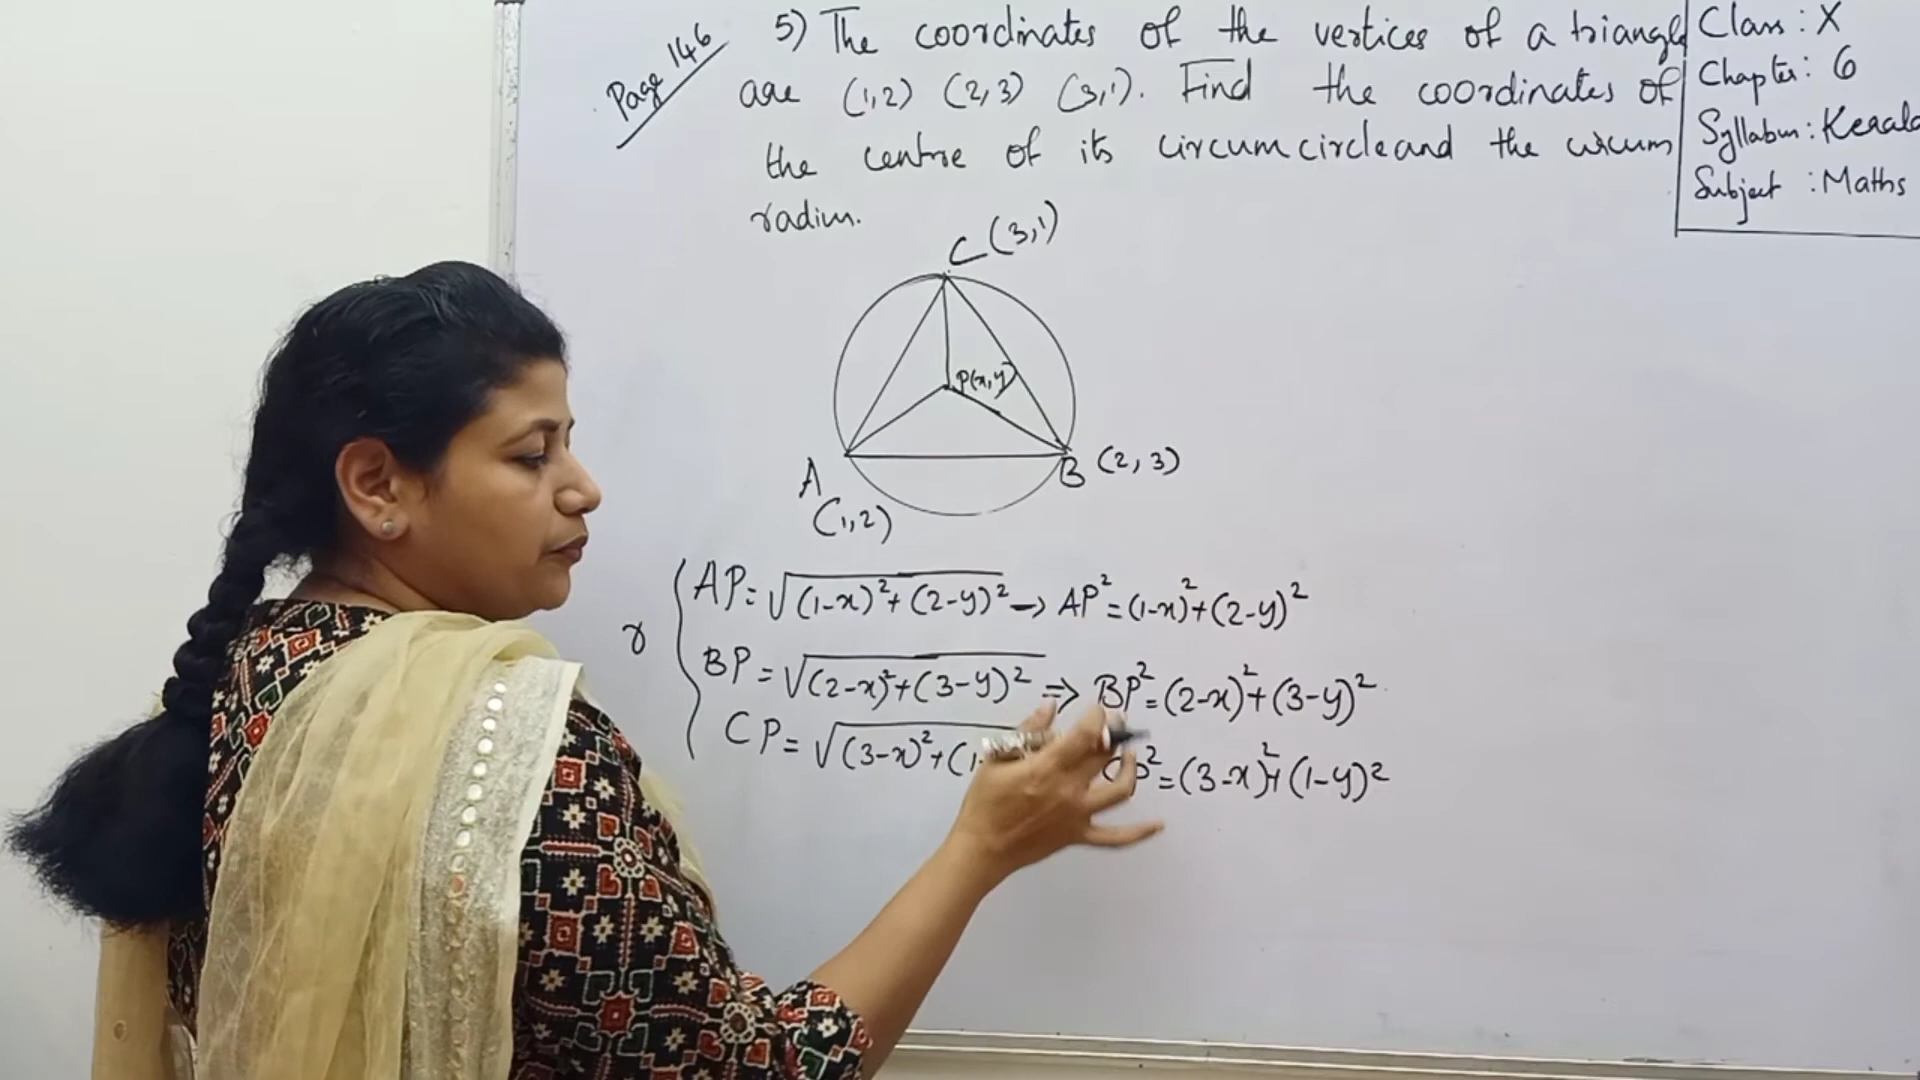 Page 146
5) The coordinates of the vertices of a triangle
are (1,2) (2,3) (3,1). Find the coordinates of
the centre of its circumcircle and the circum
radius.
Class : X
Chapter : 6
Syllabus : Kerala
Subject : Maths
C (3,1)
P(x,y)
A
(1,2)
B (2, 3)
r
AP = √(1-x)²+(2-y)² → AP² = (1-x)²+(2-y)²
BP = √(2-x)²+(3-y)² ⇒ BP² = (2-x)²+(3-y)²
CP = √(3-x)²+(1- P² = (3-x)²+(1-y)²